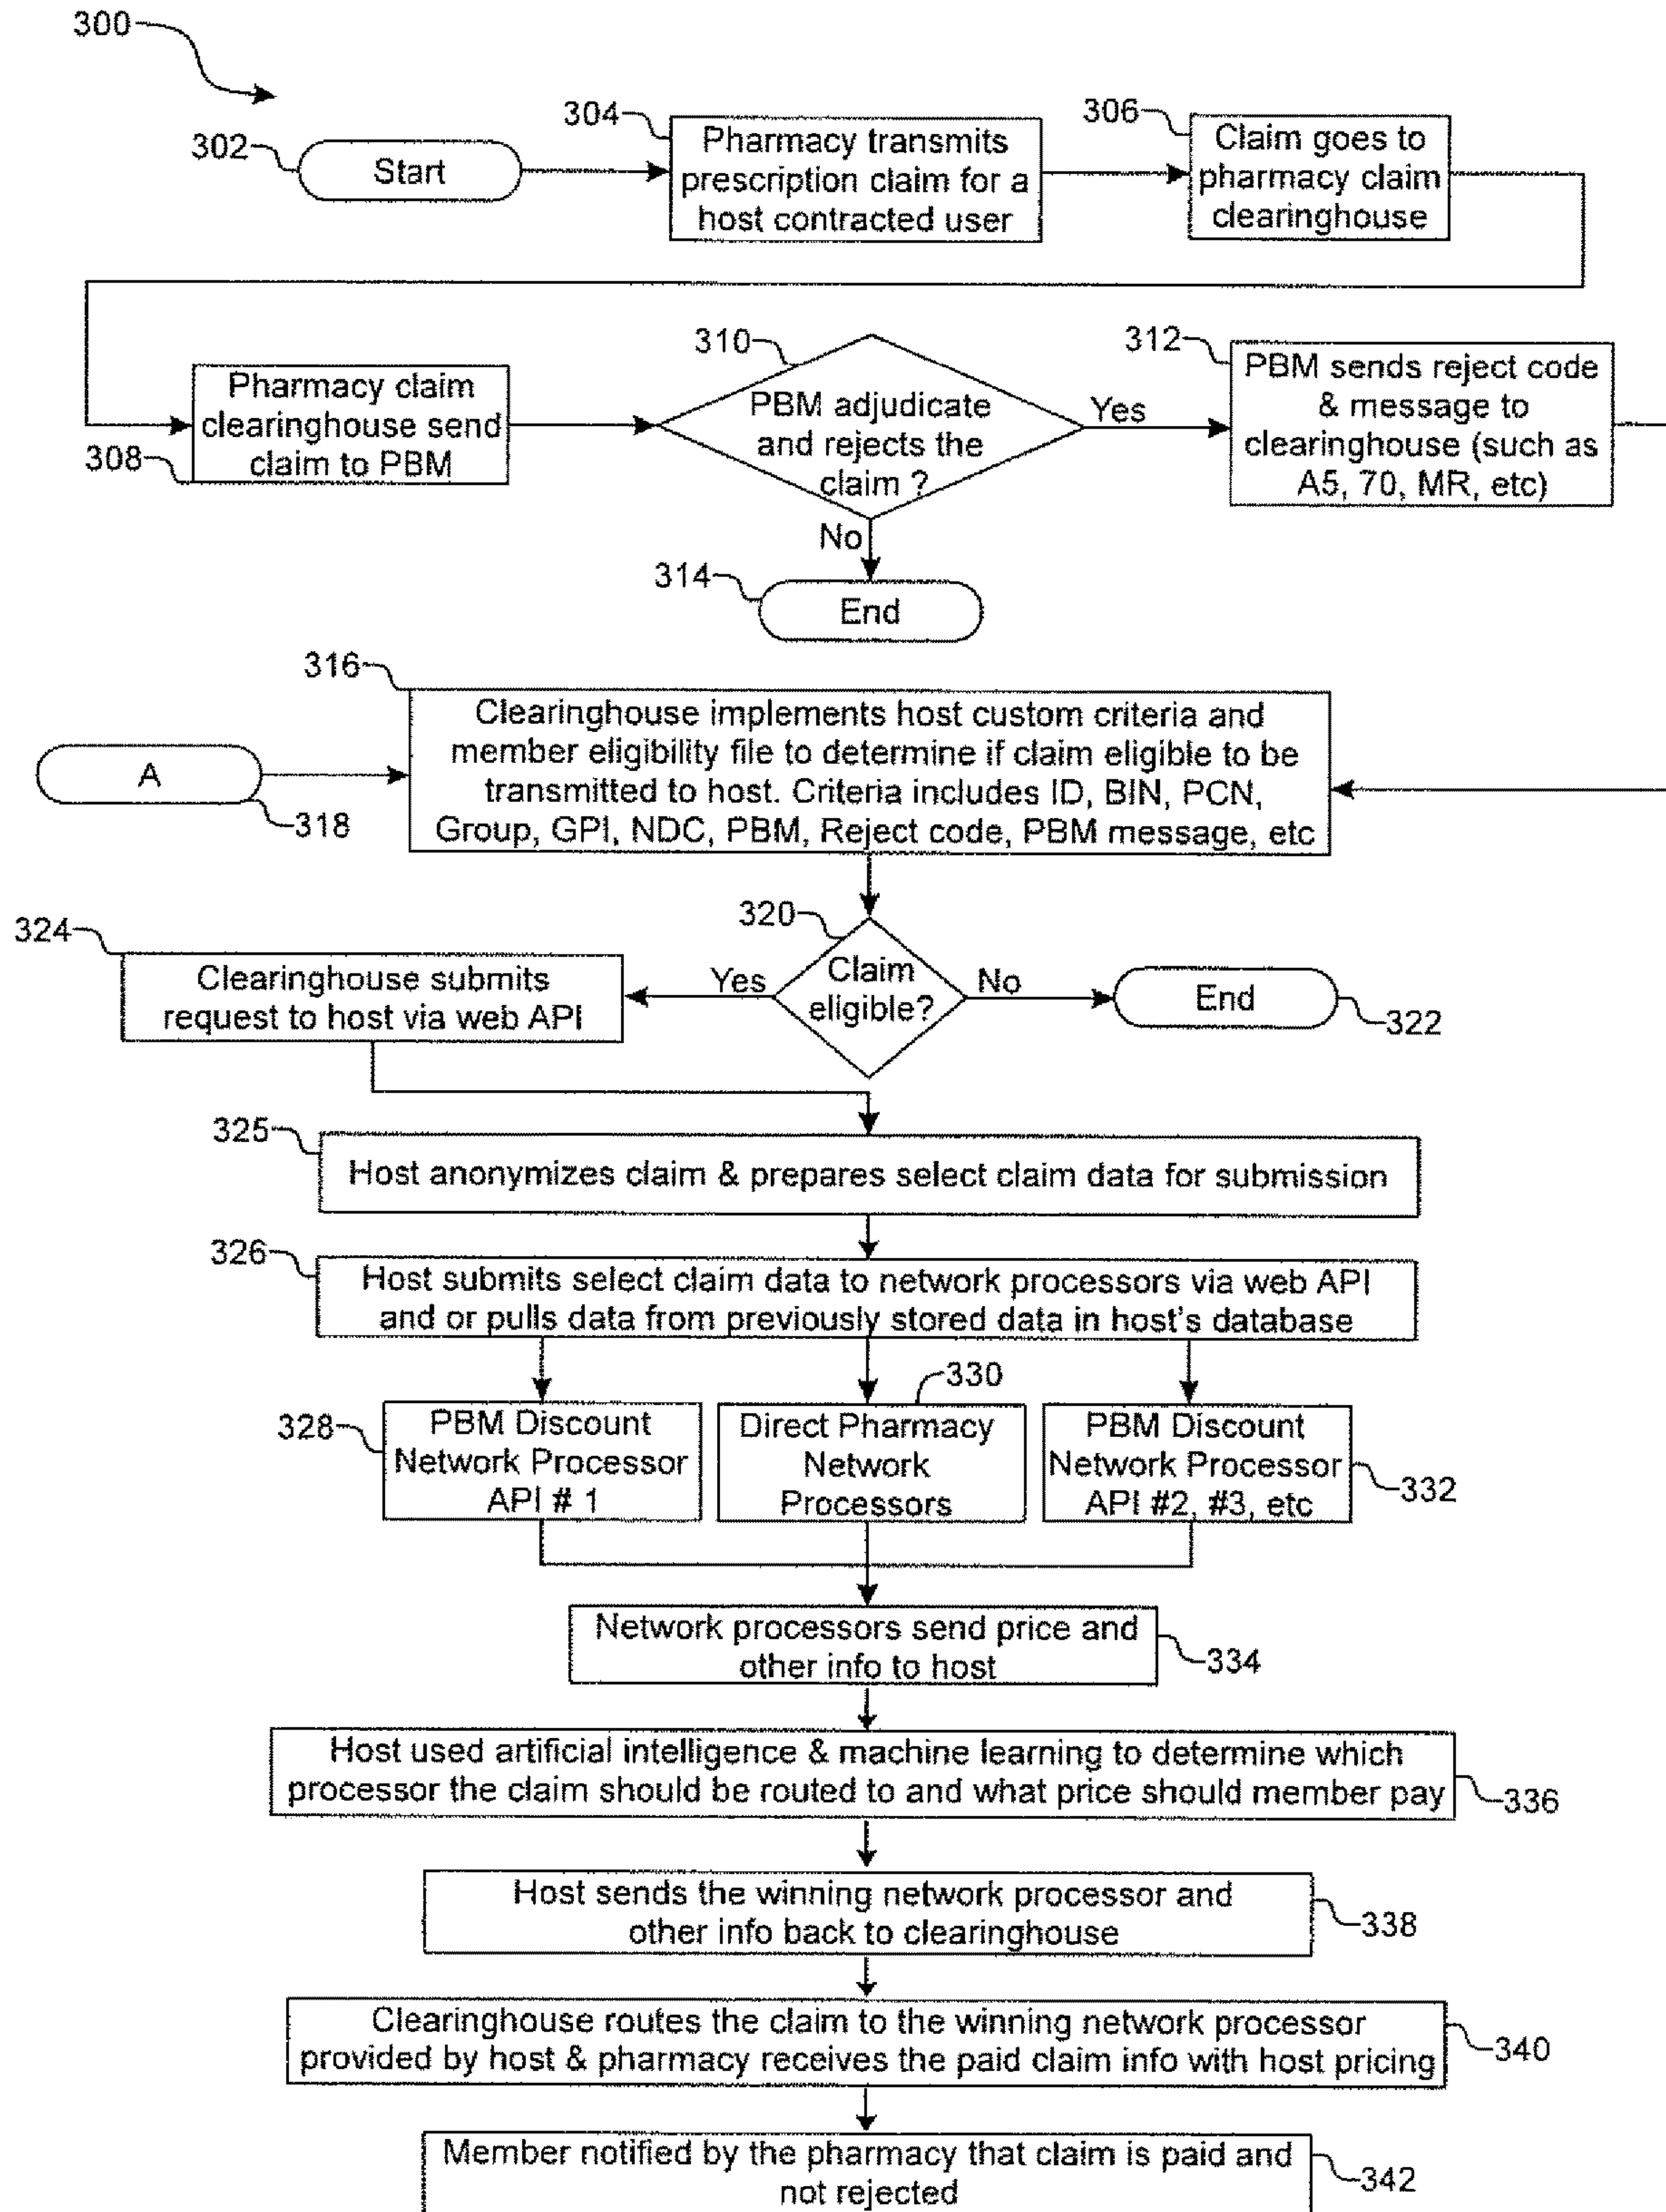 300
302
Start
304
Pharmacy transmits
prescription claim for a
host contracted user
306
Claim goes to
pharmacy claim
clearinghouse
308
Pharmacy claim
clearinghouse send
claim to PBM
310
PBM adjudicate
and rejects the
claim ?
Yes
No
312
PBM sends reject code
& message to
clearinghouse (such as
A5, 70, MR, etc)
314
End
316
Clearinghouse implements host custom criteria and
member eligibility file to determine if claim eligible to be
transmitted to host. Criteria includes ID, BIN, PCN,
Group, GPI, NDC, PBM, Reject code, PBM message, etc
A
318
320
Claim
eligible?
Yes
No
End
322
324
Clearinghouse submits
request to host via web API
325
Host anonymizes claim & prepares select claim data for submission
326
Host submits select claim data to network processors via web API
and or pulls data from previously stored data in host's database
328
PBM Discount
Network Processor
API # 1
330
Direct Pharmacy
Network
Processors
PBM Discount
Network Processor
API #2, #3, etc
332
Network processors send price and
other info to host
334
Host used artificial intelligence & machine learning to determine which
processor the claim should be routed to and what price should member pay
336
Host sends the winning network processor and
other info back to clearinghouse
338
Clearinghouse routes the claim to the winning network processor
provided by host & pharmacy receives the paid claim info with host pricing
340
Member notified by the pharmacy that claim is paid and
not rejected
342